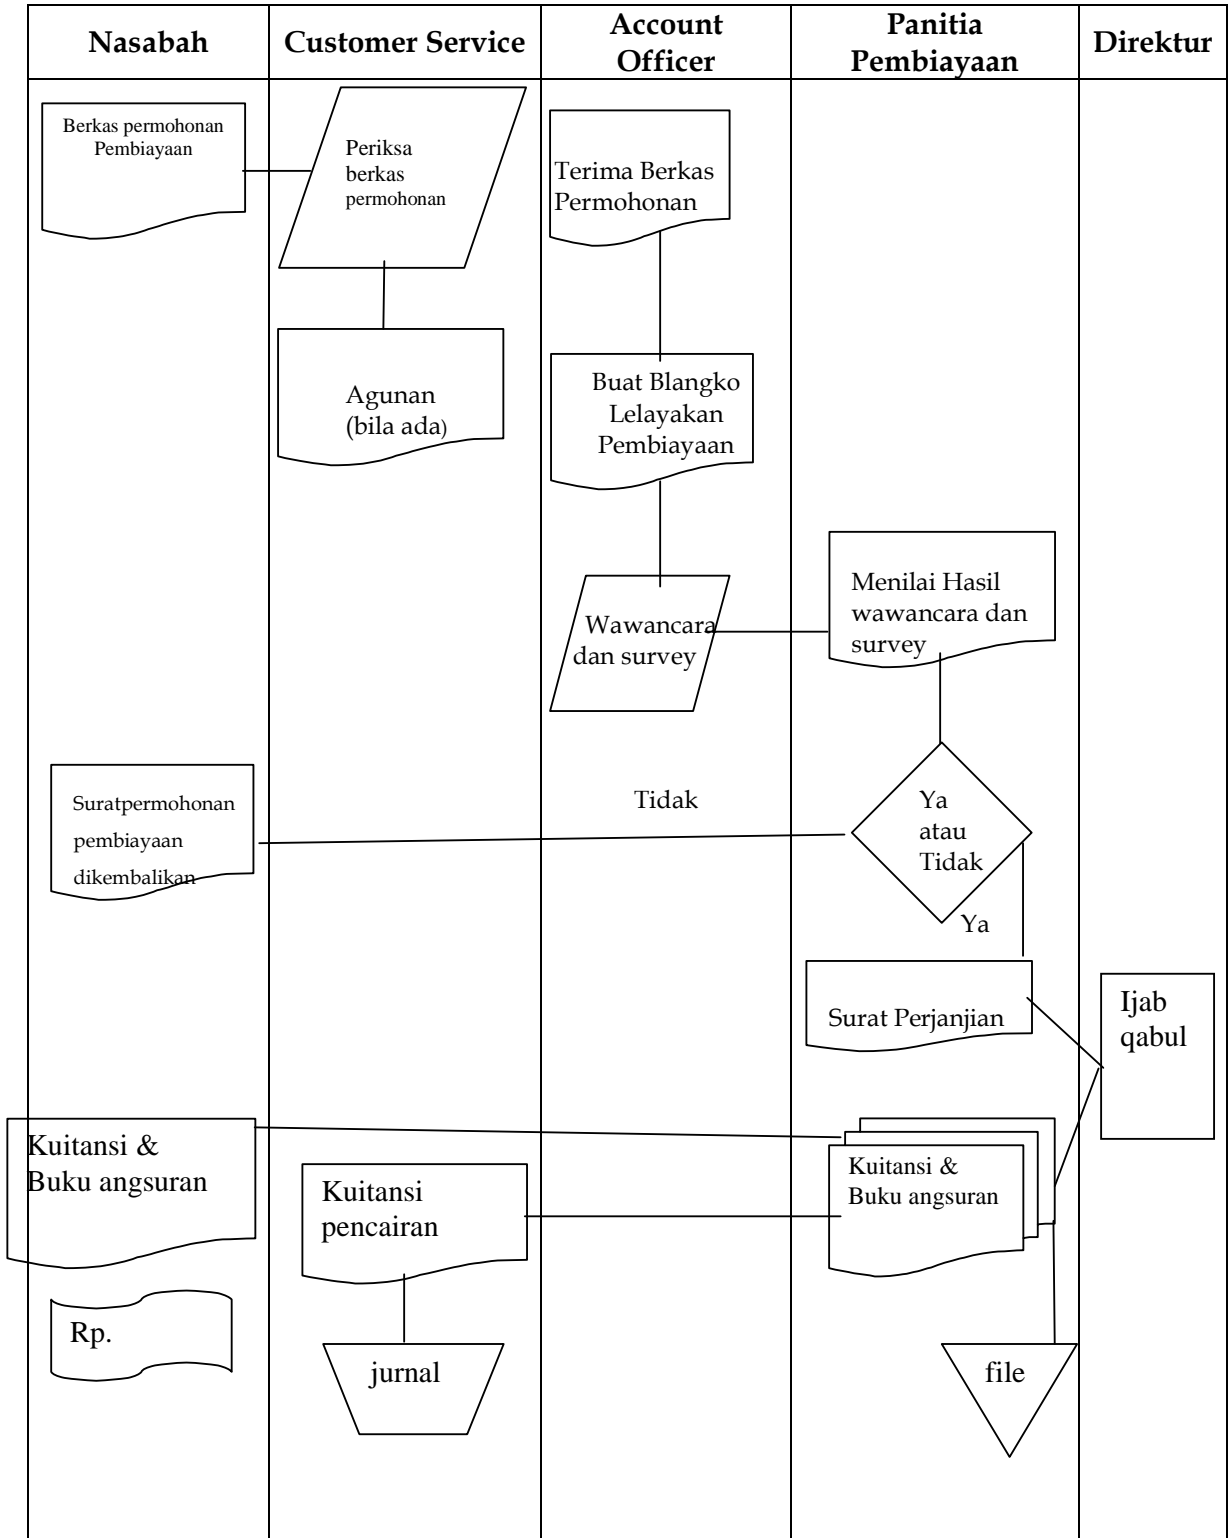 Nasabah
Customer Service
Account
Officer
Panitia
Pembiayaan
Direktur
Berkas permohonan
Pembiayaan
Periksa
berkas
permohonan
Terima Berkas
Permohonan
Agunan
(bila ada)
Buat Blangko
Lelayakan
Pembiayaan
Wawancara
dan survey
Menilai Hasil
wawancara dan
survey
Suratpermohonan
pembiayaan
dikembalikan
Tidak
Ya
atau
Tidak
Ya
Surat Perjanjian
Ijab
qabul
Kuitansi &
Buku angsuran
Kuitansi
pencairan
Kuitansi &
Buku angsuran
Rp.
jurnal
file